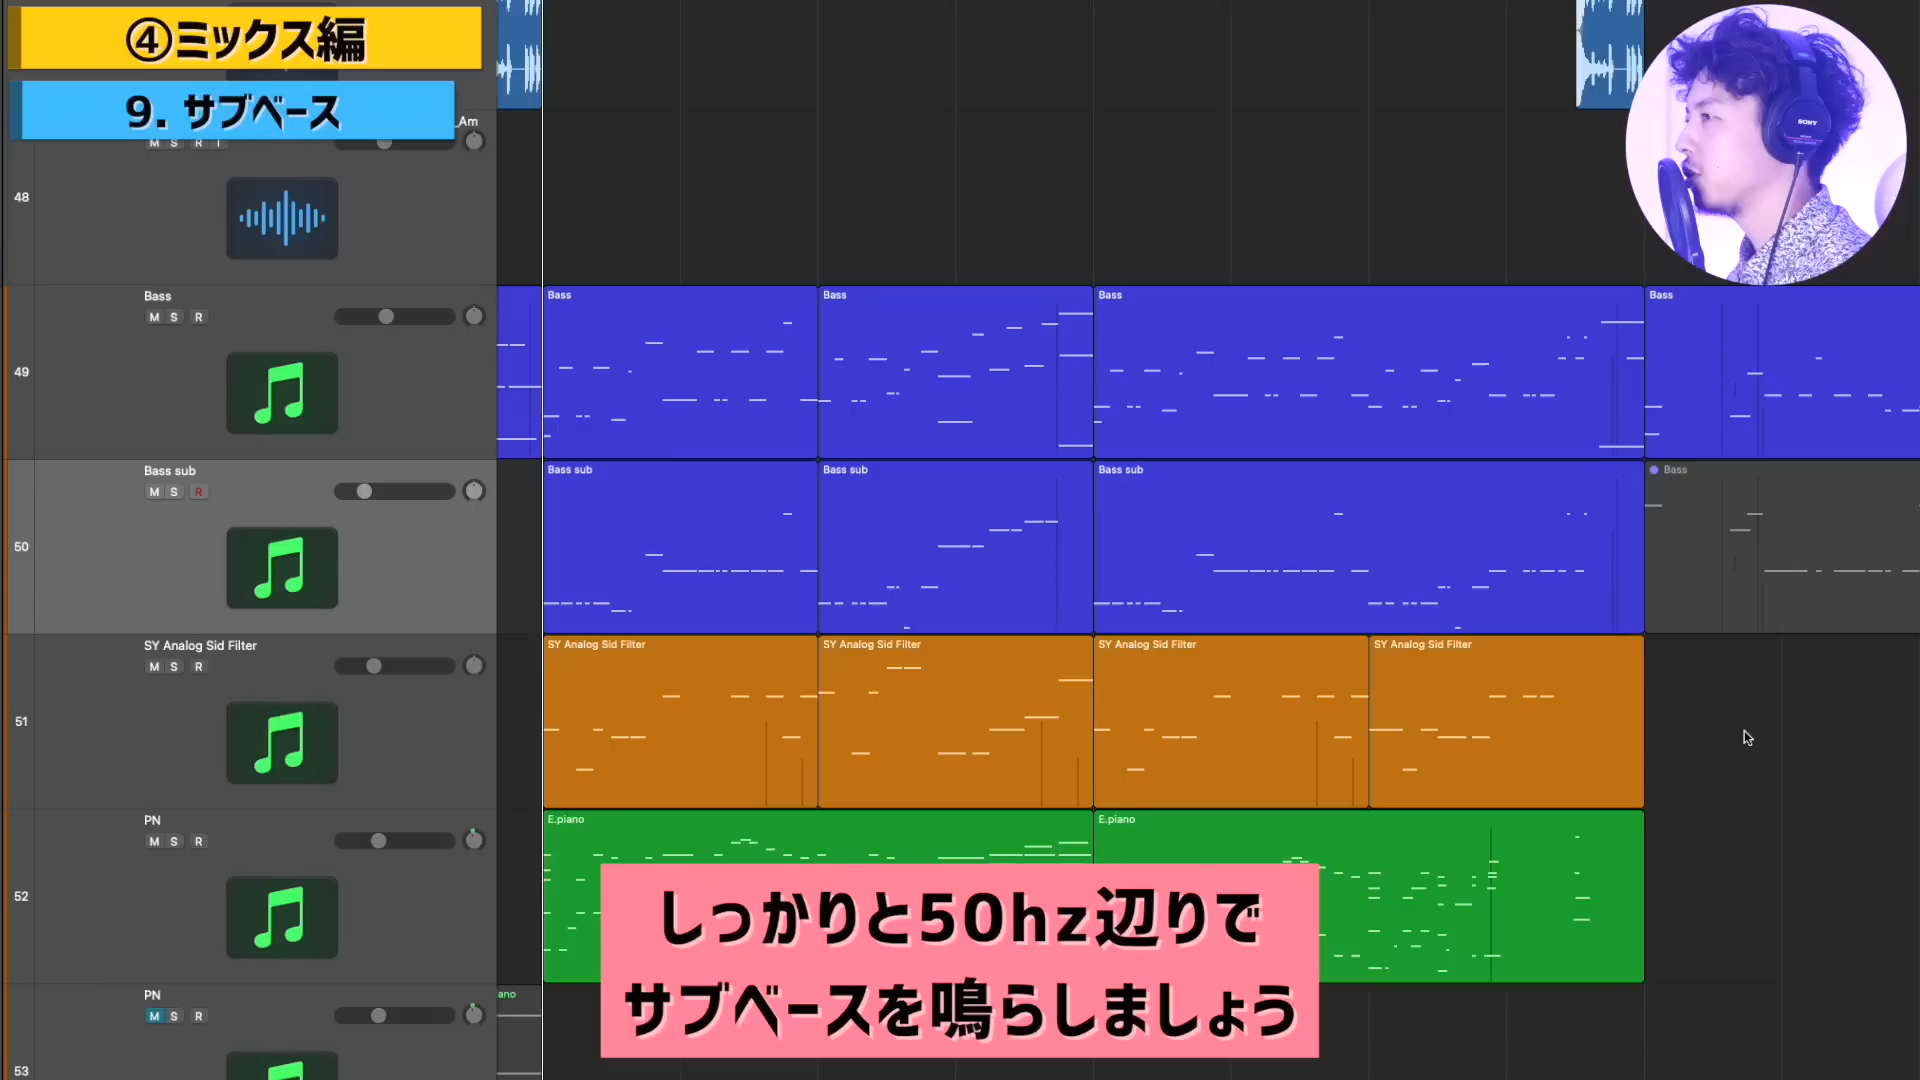 ④ミックス編
9. サブベース
_Am
M S R I
48
SONY
Bass
M S R
49
Bass
Bass
Bass
Bass
Bass sub
M S R
50
Bass sub
Bass sub
Bass sub
Bass
SY Analog Sid Filter
M S R
51
SY Analog Sid Filter
SY Analog Sid Filter
SY Analog Sid Filter
SY Analog Sid Filter
PN
M S R
52
E.piano
E.piano
しっかりと50hz辺りで
サブベースを鳴らしましょう
PN
M S R
53
ano